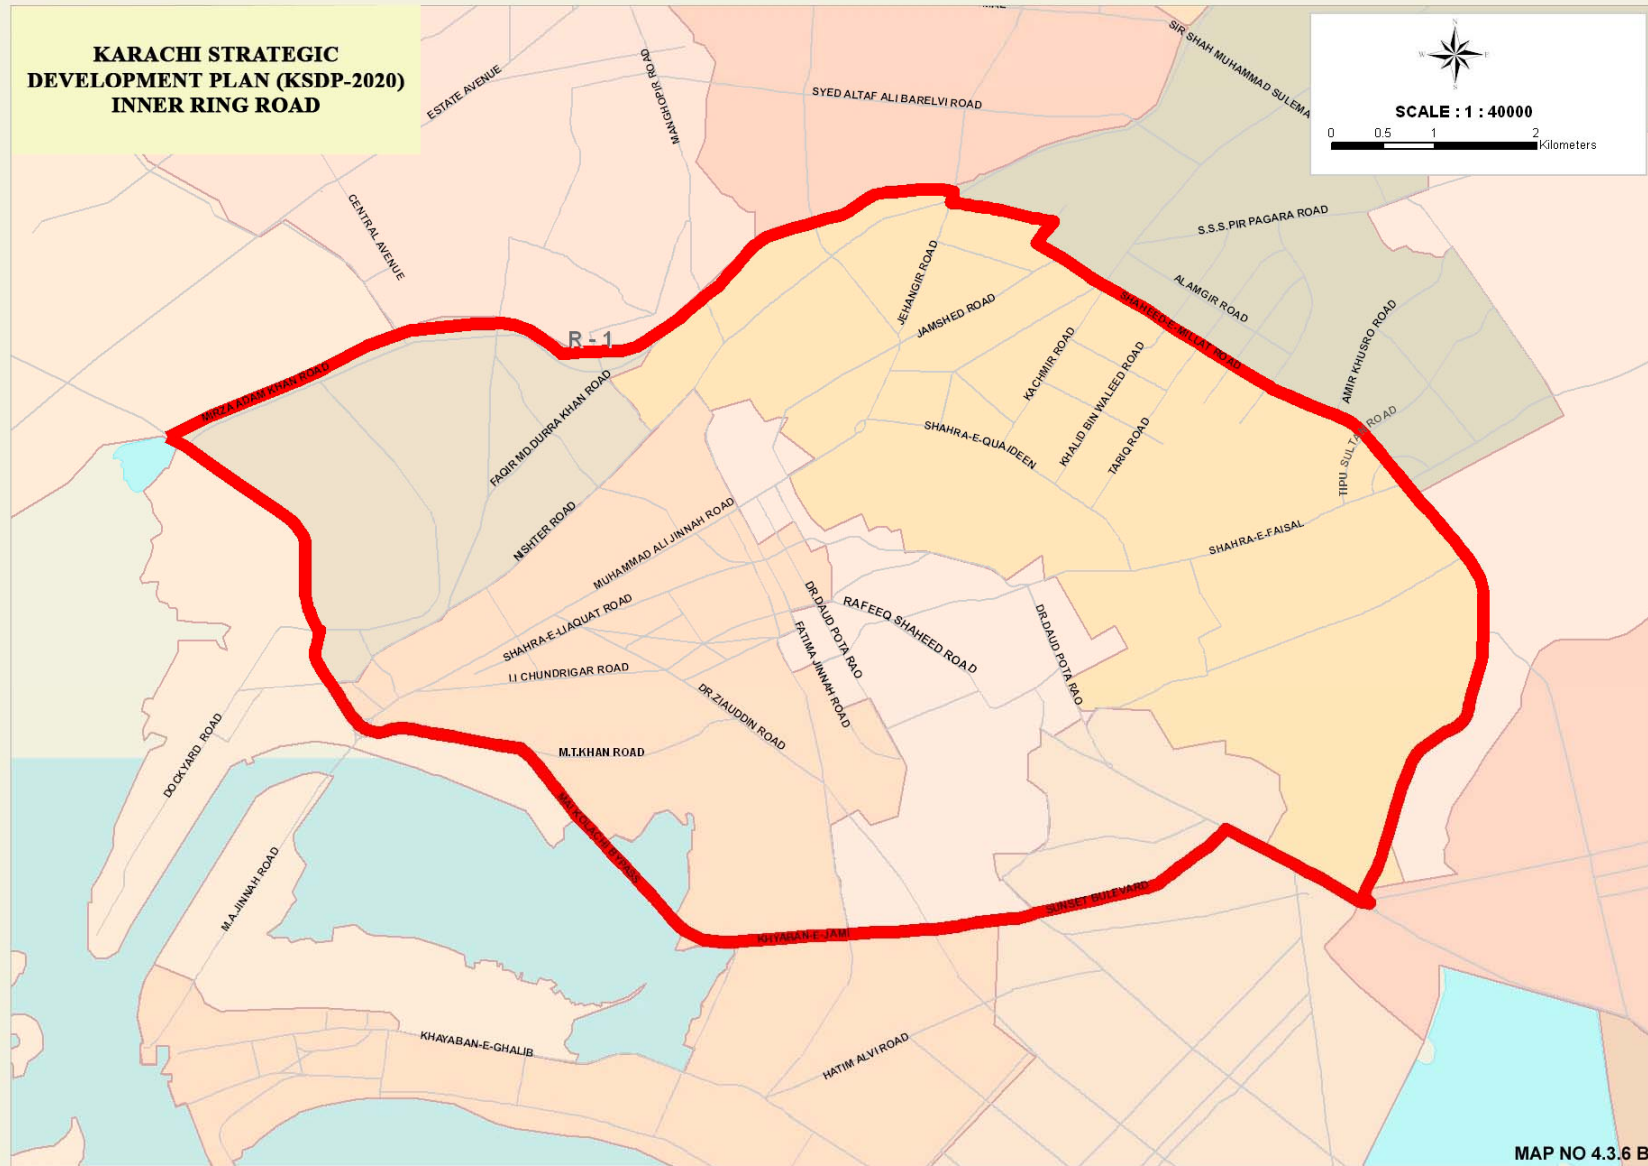 KARACHI STRATEGIC
DEVELOPMENT PLAN (KSDP-2020)
INNER RING ROAD
N
W
E
S
SCALE : 1 : 40000
0 0.5 1 2
Kilometers
SIR SHAH MUHAMMAD SULEMA
ESTATE AVENUE
MANGHOPIR ROAD
SYED ALTAF ALI BARELVI ROAD
CENTRAL AVENUE
S.S.S.PIR PAGARA ROAD
JEHANGIR ROAD
ALAMGIR ROAD
JAMSHED ROAD
SHAHEED-E-MILLAT ROAD
R - 1
KACHMIR ROAD
KHALID BIN WALEED ROAD
AMIR KHUSRO ROAD
MIRZA ADAM KHAN ROAD
FAQIR MD.DURRA KHAN ROAD
SHAHRA-E-QUAIDEEN
TARIQ ROAD
TIPU SULTAN ROAD
NISHTER ROAD
MUHAMMAD ALI JINNAH ROAD
SHAHRA-E-FAISAL
SHAHRA-E-LIAQUAT ROAD
DR.DAUD POTA RAO
RAFEEQ SHAHEED ROAD
FATIMA JINNAH ROAD
DR.DAUD POTA RAO
I.I CHUNDRIGAR ROAD
DR.ZIAUDDIN ROAD
DOCKYARD ROAD
M.T.KHAN ROAD
MAI KOLACHI BYPASS
M.A.JINNAH ROAD
SUNSET BULEVARD
KHYABAN-E-JAMI
KHAYABAN-E-GHALIB
HATIM ALVI ROAD
MAP NO 4.3.6 B